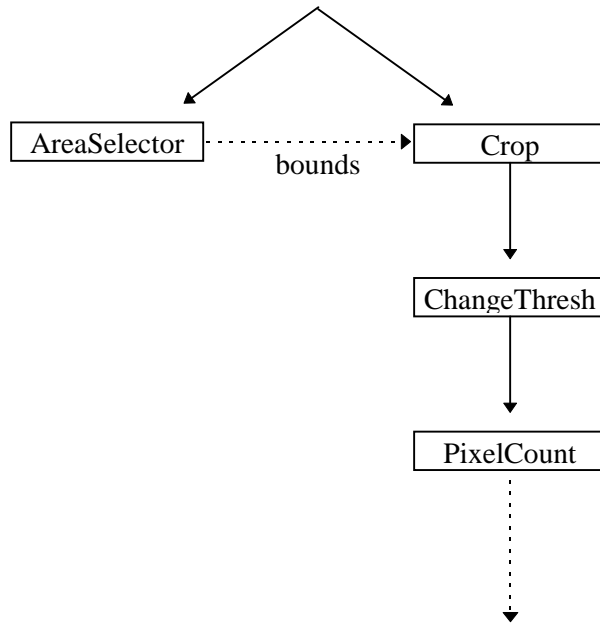 AreaSelector
Crop
bounds
ChangeThresh
PixelCount